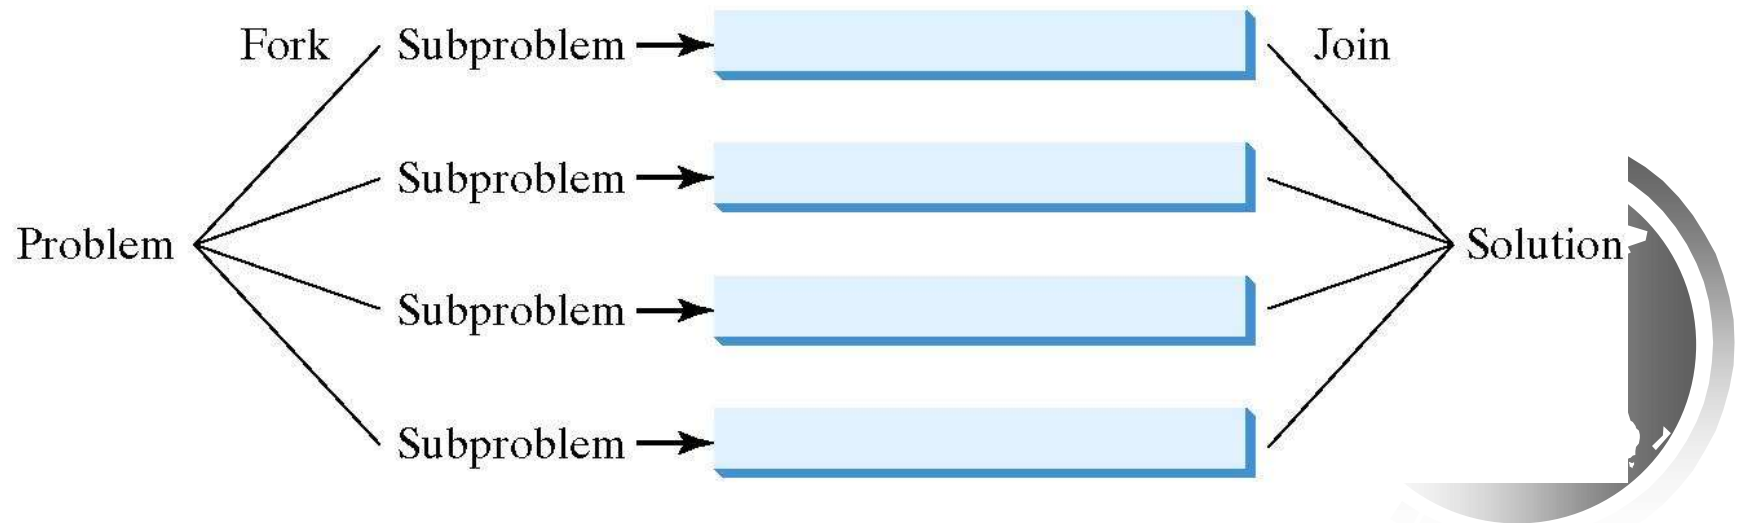 Fork
Subproblem
Join
Subproblem
Problem
Solution
Subproblem
Subproblem